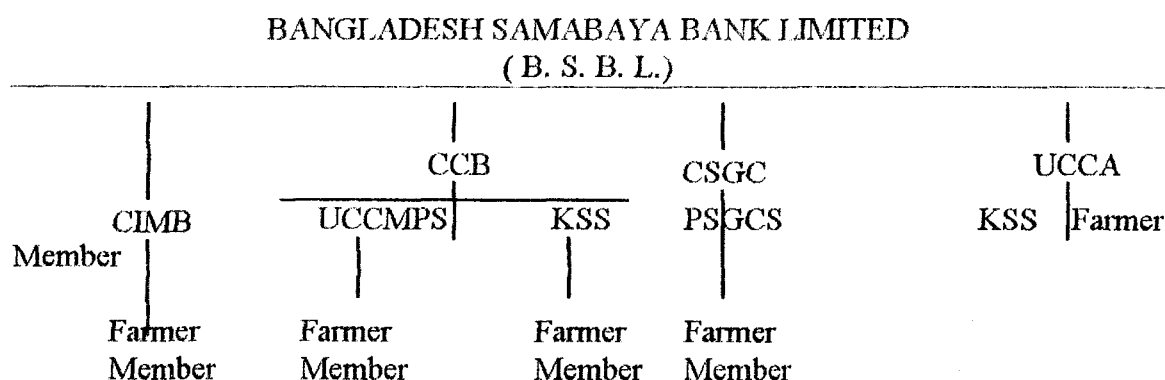 BANGLADESH SAMABAYA BANK LIMITED
( B. S. B. L.)
CCB CSGC UCCA
CIMB UCCMPS KSS PSGCS KSS Farmer
Member
Farmer Farmer Farmer Farmer
Member Member Member Member